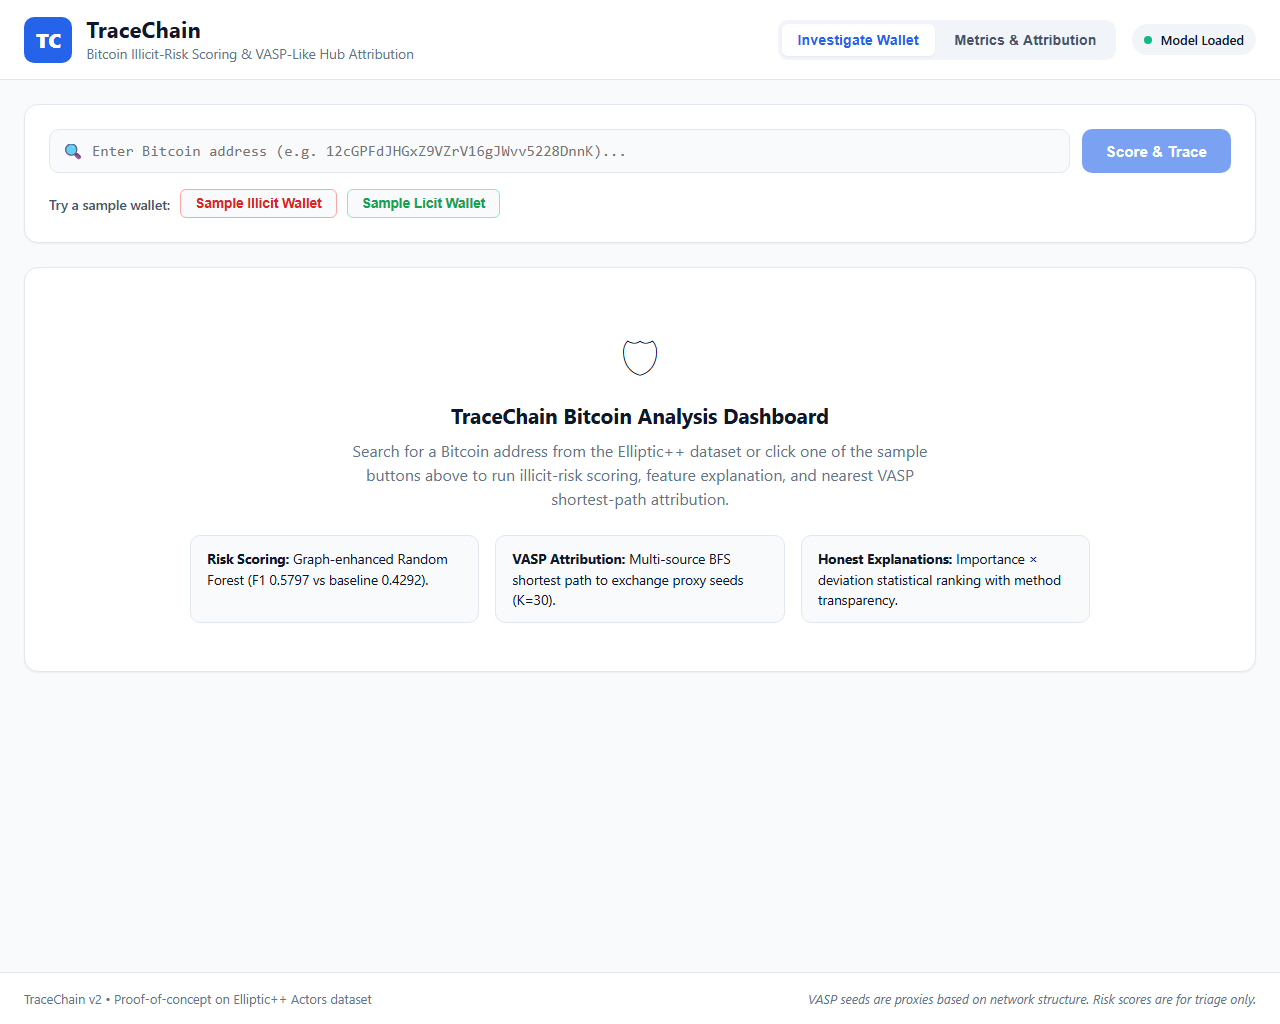 TC
TraceChain
Bitcoin Illicit-Risk Scoring & VASP-Like Hub Attribution
Investigate Wallet
Metrics & Attribution
Model Loaded
Enter Bitcoin address (e.g. 12cGPFdJHGxZ9VZrV16gJWvv5228DnnK)...
Score & Trace
Try a sample wallet:
Sample Illicit Wallet
Sample Licit Wallet
TraceChain Bitcoin Analysis Dashboard
Search for a Bitcoin address from the Elliptic++ dataset or click one of the sample
buttons above to run illicit-risk scoring, feature explanation, and nearest VASP
shortest-path attribution.
Risk Scoring: Graph-enhanced Random
Forest (F1 0.5797 vs baseline 0.4292).
VASP Attribution: Multi-source BFS
shortest path to exchange proxy seeds
(K=30).
Honest Explanations: Importance ×
deviation statistical ranking with method
transparency.
TraceChain v2 • Proof-of-concept on Elliptic++ Actors dataset
VASP seeds are proxies based on network structure. Risk scores are for triage only.